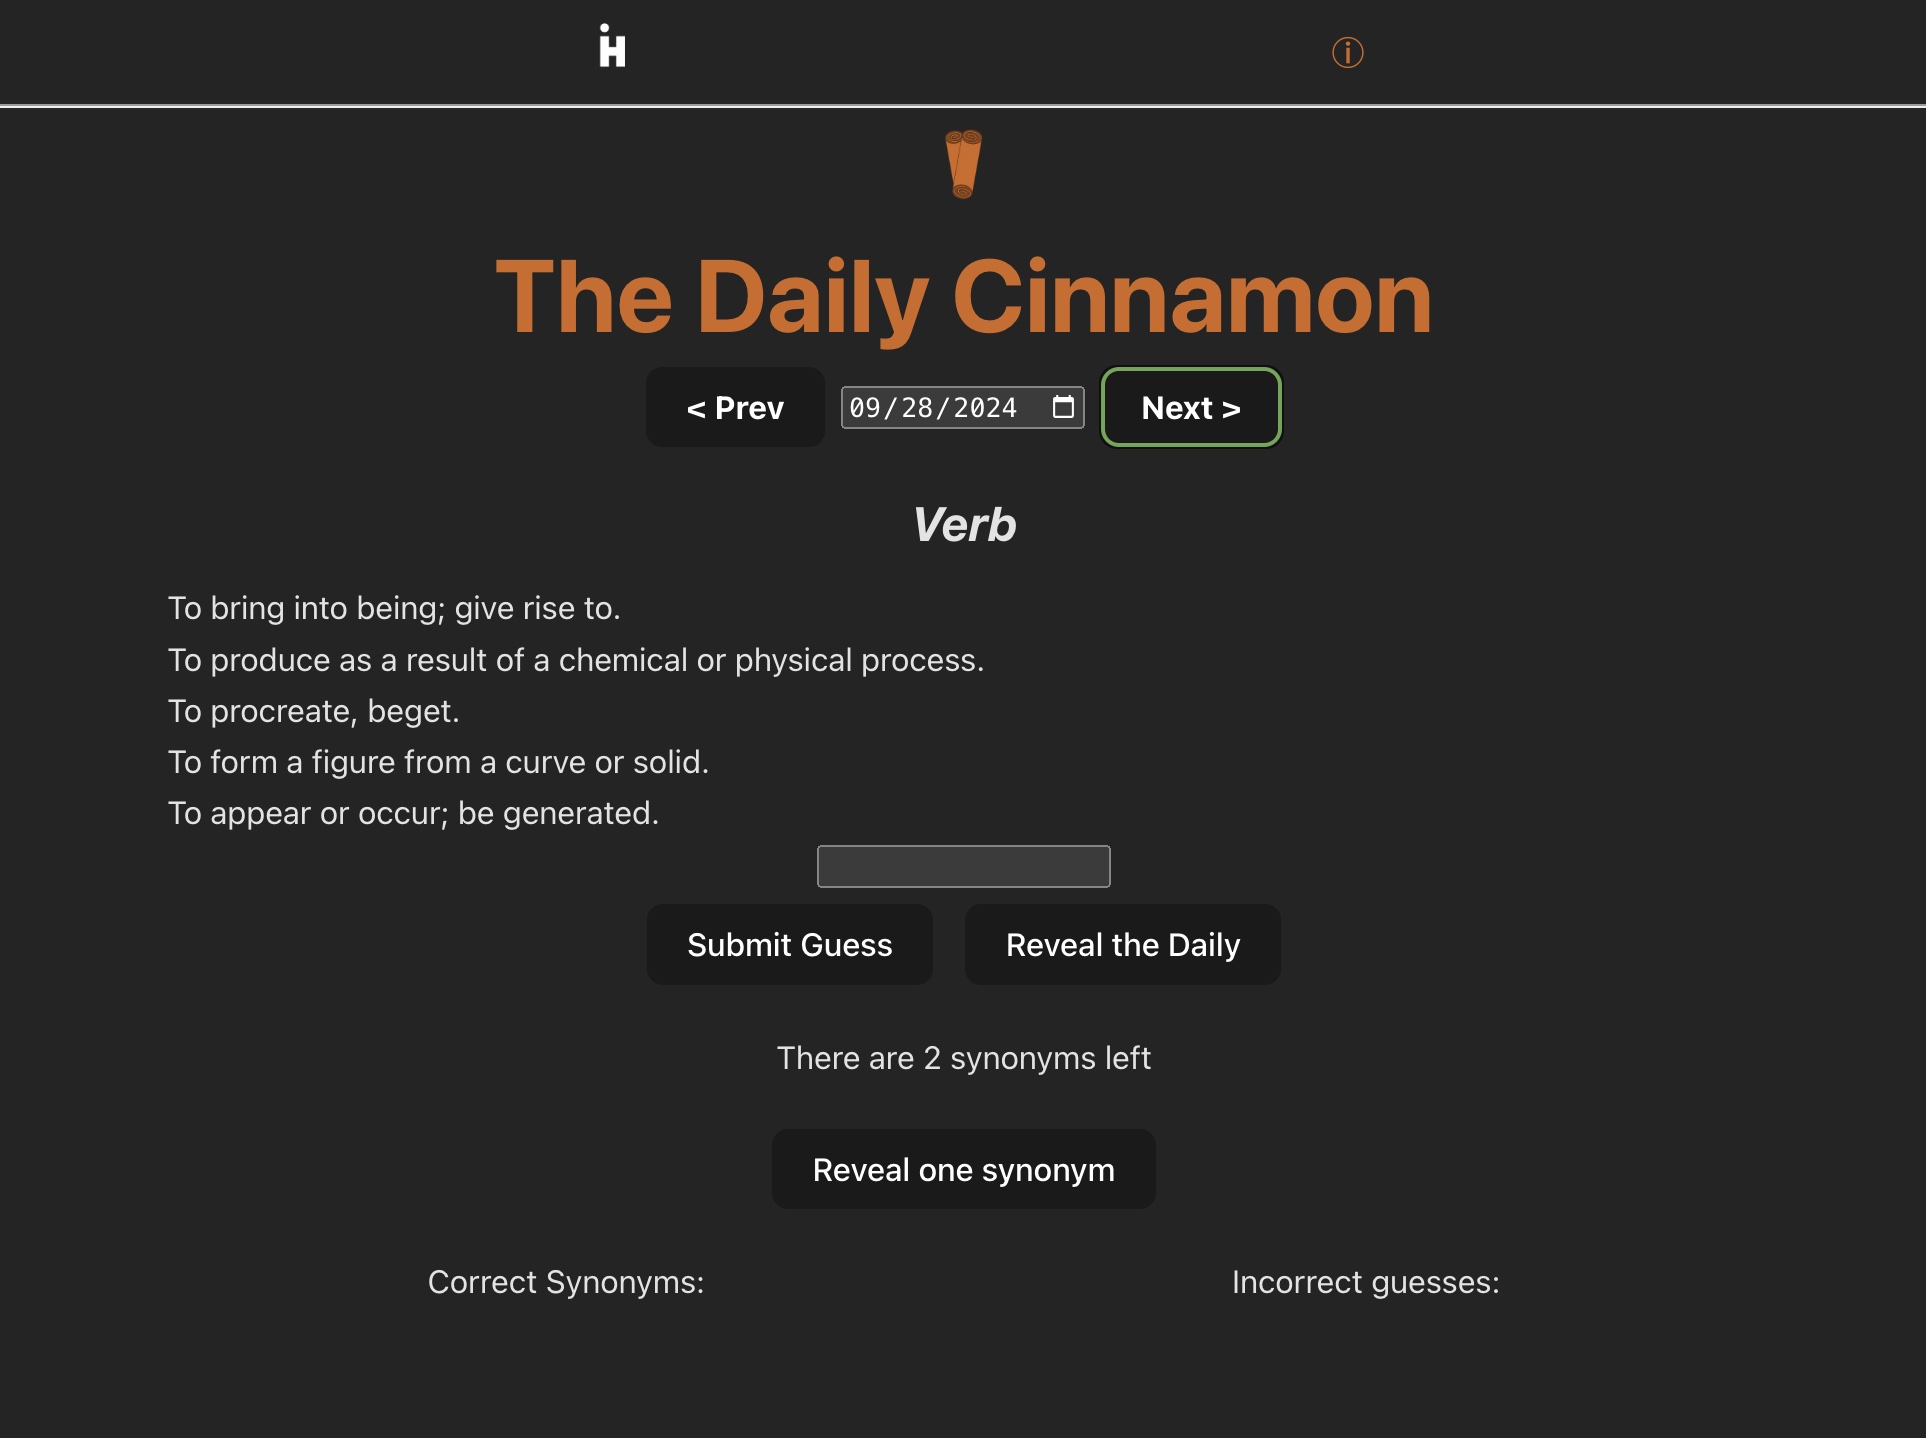 iH
ⓘ
The Daily Cinnamon
< Prev 09/28/2024 Next >
Verb
To bring into being; give rise to.
To produce as a result of a chemical or physical process.
To procreate, beget.
To form a figure from a curve or solid.
To appear or occur; be generated.
Submit Guess Reveal the Daily
There are 2 synonyms left
Reveal one synonym
Correct Synonyms: Incorrect guesses: